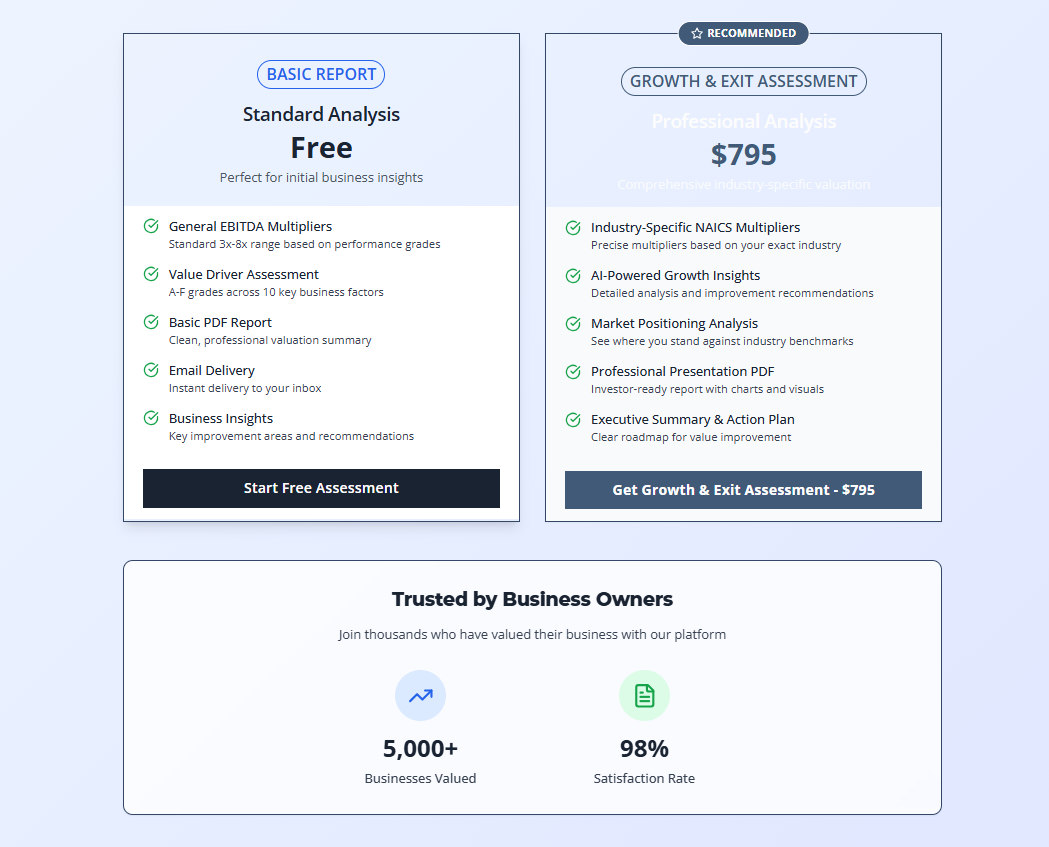 BASIC REPORT
Standard Analysis
Free
Perfect for initial business insights
General EBITDA Multipliers
Standard 3x-8x range based on performance grades
Value Driver Assessment
A-F grades across 10 key business factors
Basic PDF Report
Clean, professional valuation summary
Email Delivery
Instant delivery to your inbox
Business Insights
Key improvement areas and recommendations
Start Free Assessment
RECOMMENDED
GROWTH & EXIT ASSESSMENT
Professional Analysis
$795
Comprehensive industry-specific valuation
Industry-Specific NAICS Multipliers
Precise multipliers based on your exact industry
AI-Powered Growth Insights
Detailed analysis and improvement recommendations
Market Positioning Analysis
See where you stand against industry benchmarks
Professional Presentation PDF
Investor-ready report with charts and visuals
Executive Summary & Action Plan
Clear roadmap for value improvement
Get Growth & Exit Assessment - $795
Trusted by Business Owners
Join thousands who have valued their business with our platform
5,000+
Businesses Valued
98%
Satisfaction Rate